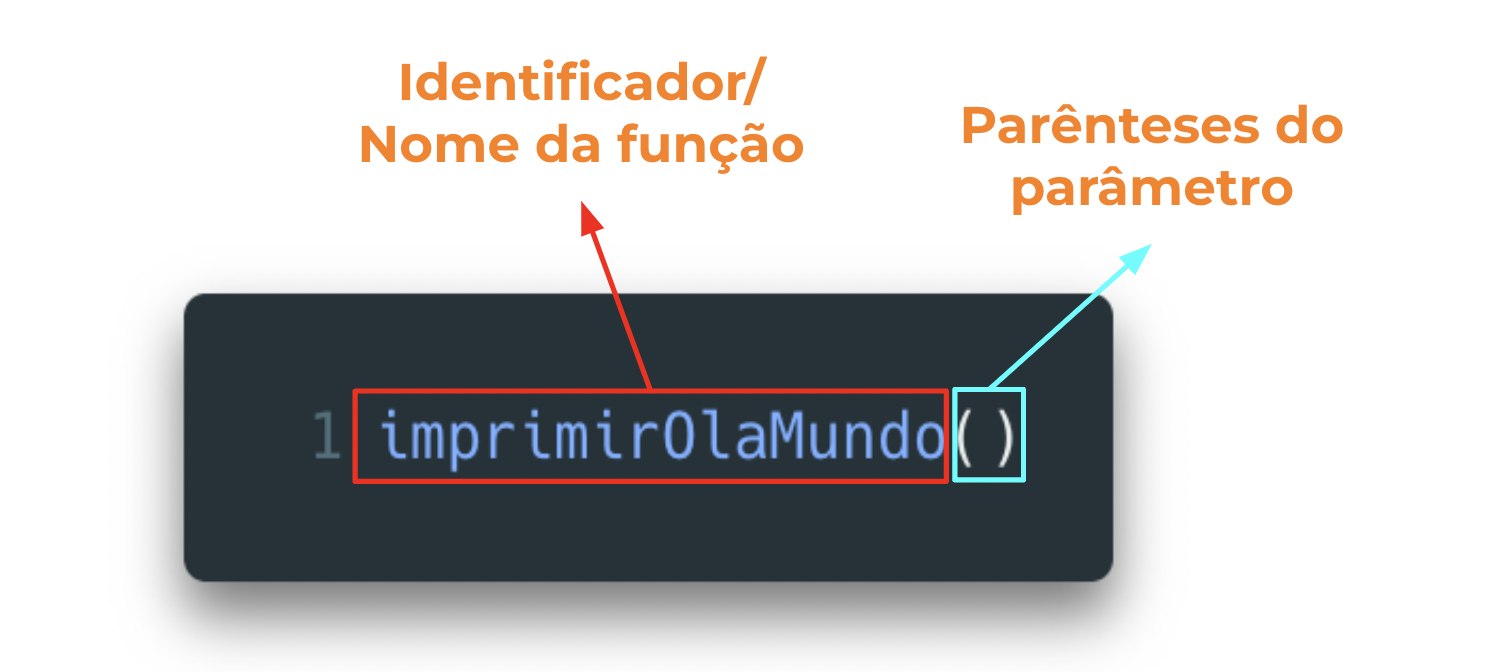 Identificador/
Nome da função
Parênteses do
parâmetro
1 imprimirOlaMundo()